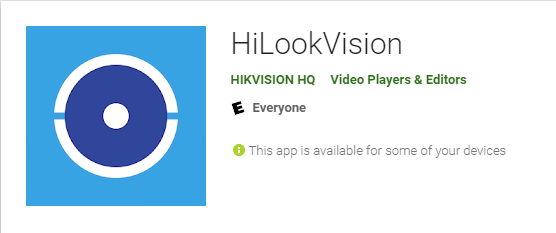 HiLookVision
HIKVISION HQ Video Players & Editors
E Everyone
This app is available for some of your devices